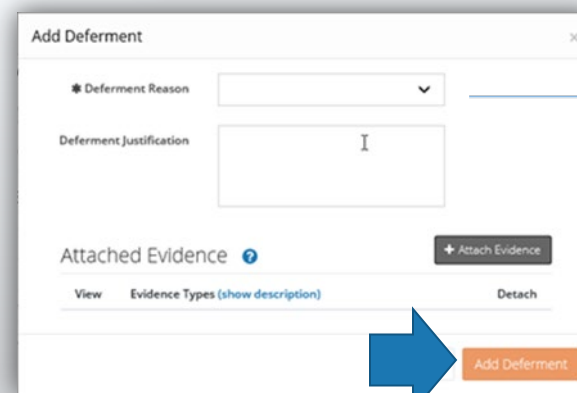 Add Deferment
×
✱ Deferment Reason
Deferment Justification
Attached Evidence ?
+ Attach Evidence
View Evidence Types (show description) Detach
Add Deferment